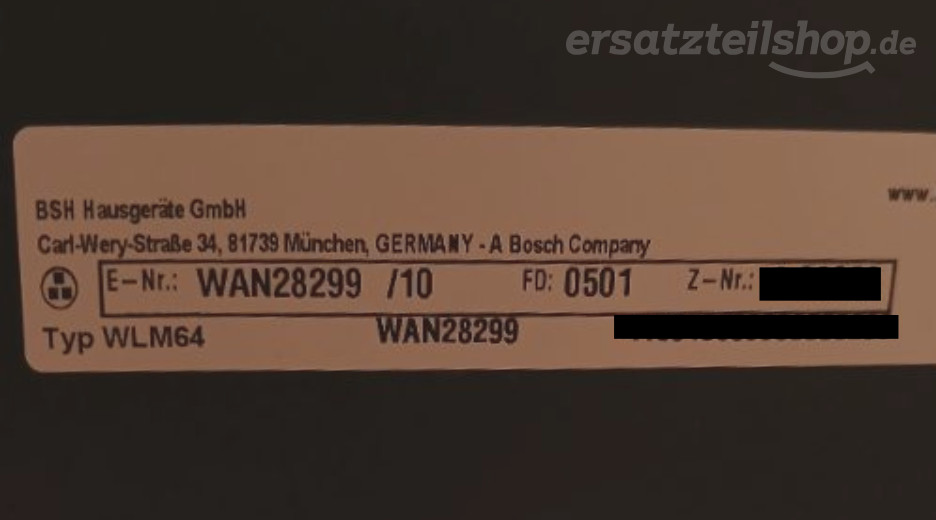 ersatzteilshop.de
www.
BSH Hausgeräte GmbH
Carl-Wery-Straße 34, 81739 München, GERMANY - A Bosch Company
E-Nr.: WAN28299 /10 FD: 0501 Z-Nr.:
Typ WLM64 WAN28299